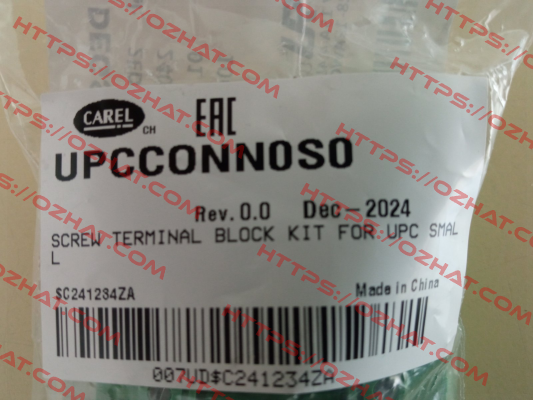 CAREL CH EAC
UPCCONN0S0
Rev.0.0 Dec-2024
SCREW TERMINAL BLOCK KIT FOR UPC SMAL
L
$C241234ZA Made in China
007UD$C241234ZA
HTTPS://OZHAT.COM